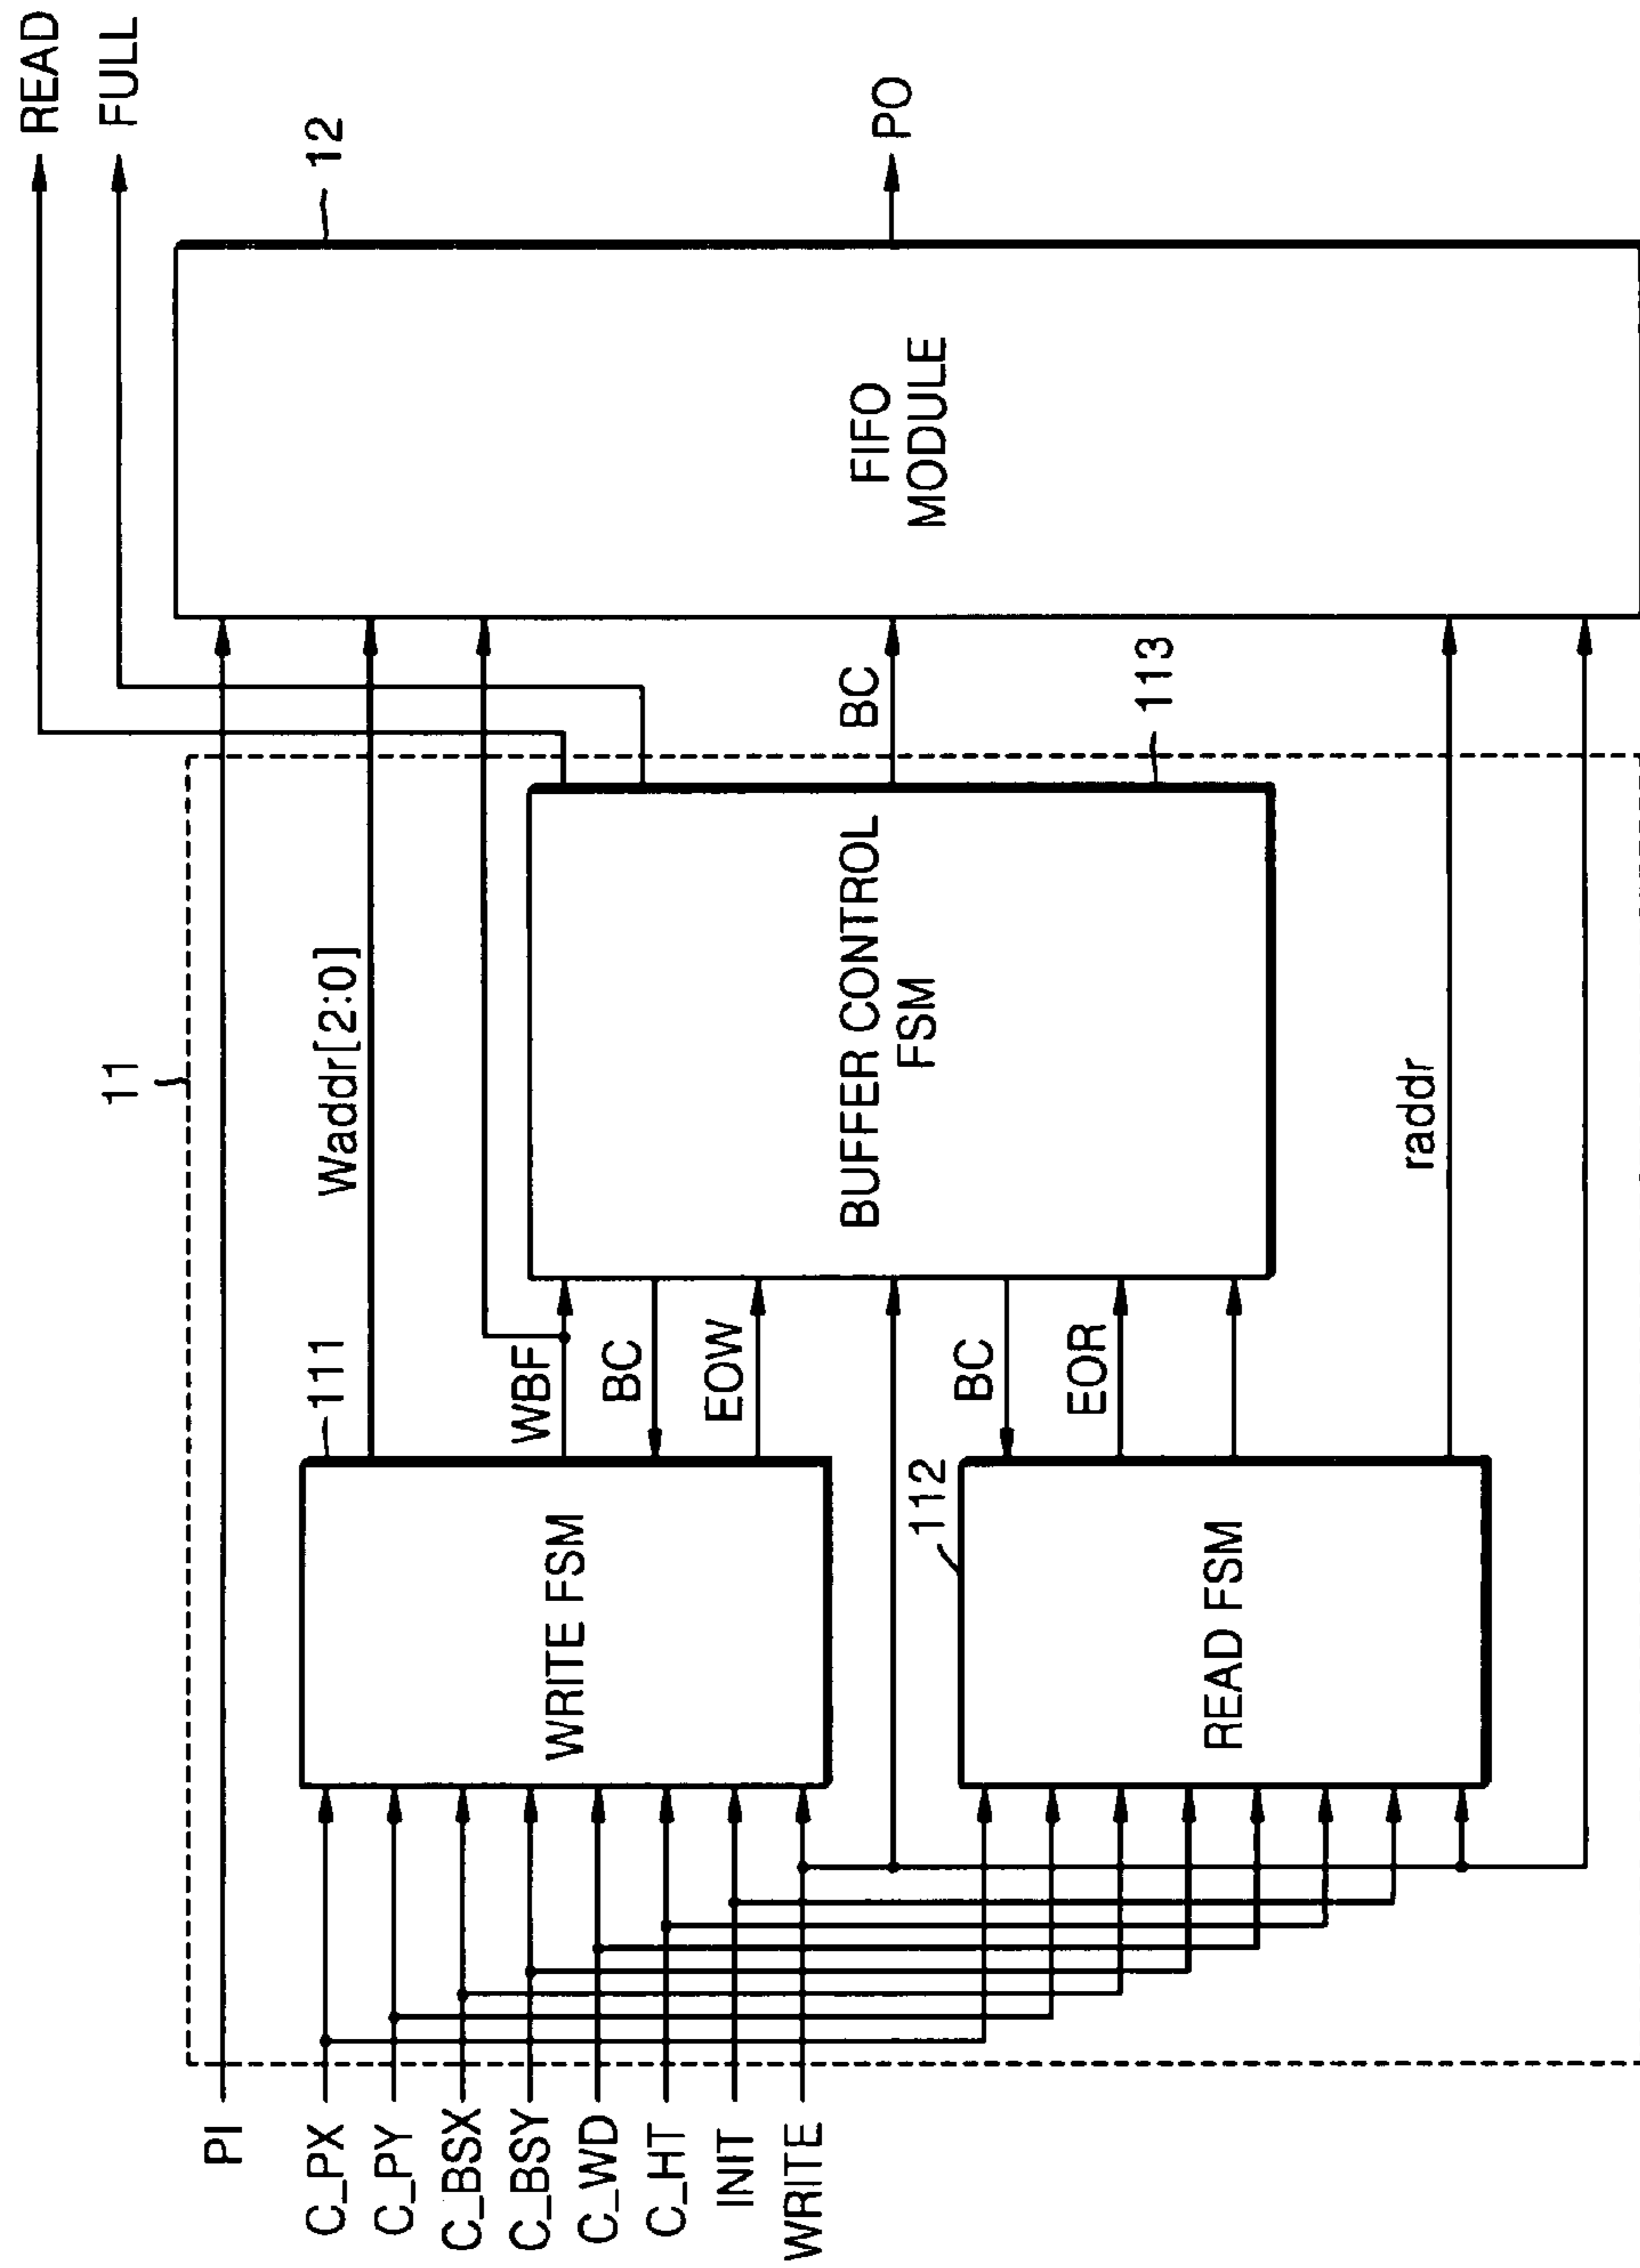 READ
FULL
11
12
PI
C_PX
C_PY
C_BSX
C_BSY
C_WD
C_HT
INIT
WRITE
111
WRITE FSM
Waddr[2:0]
WBF
BC
EOW
112
READ FSM
BC
EOR
BUFFER CONTROL
FSM
113
BC
raddr
FIFO
MODULE
PO